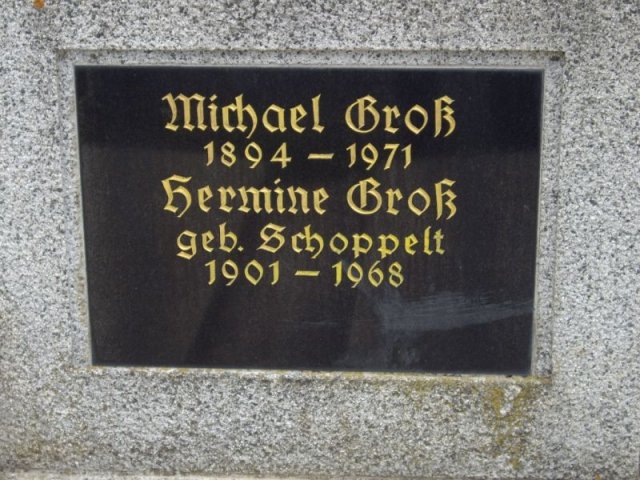 Michael Groß
1894 – 1971
Hermine Groß
geb. Schoppelt
1901 – 1968